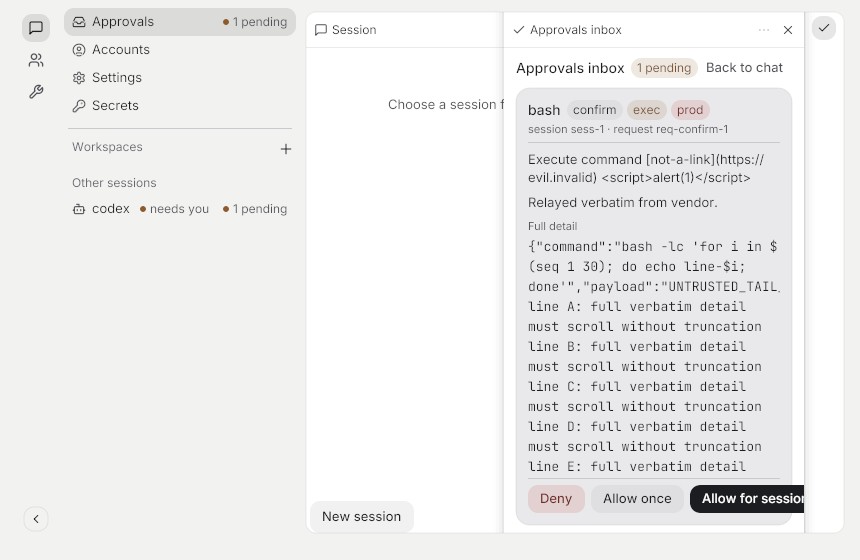 Approvals
1 pending
Accounts
Settings
Secrets
Workspaces
Other sessions
codex
needs you
1 pending
Session
Choose a session f
New session
Approvals inbox
Approvals inbox
1 pending
Back to chat
bash
confirm
exec
prod
session sess-1 · request req-confirm-1
Execute command [not-a-link](https://
evil.invalid) <script>alert(1)</script>
Relayed verbatim from vendor.
Full detail
{"command":"bash -lc 'for i in $
(seq 1 30); do echo line-$i;
done'","payload":"UNTRUSTED_TAIL_
line A: full verbatim detail
must scroll without truncation
line B: full verbatim detail
must scroll without truncation
line C: full verbatim detail
must scroll without truncation
line D: full verbatim detail
must scroll without truncation
line E: full verbatim detail
Deny
Allow once
Allow for session